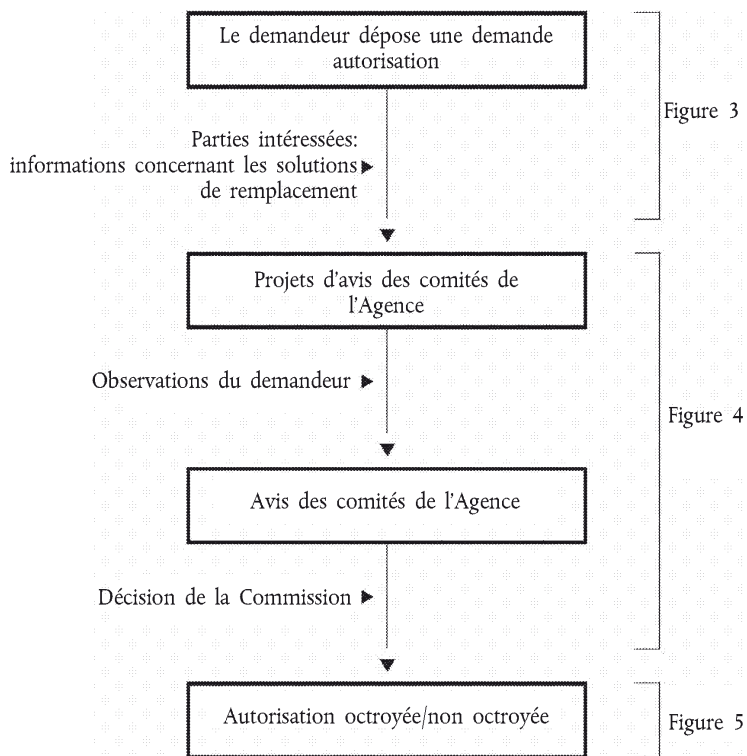 Le demandeur dépose une demande
autorisation
Figure 3
Parties intéressées:
informations concernant les solutions
de remplacement
Projets d'avis des comités de
l'Agence
Observations du demandeur
Figure 4
Avis des comités de l'Agence
Décision de la Commission
Autorisation octroyée/non octroyée
Figure 5